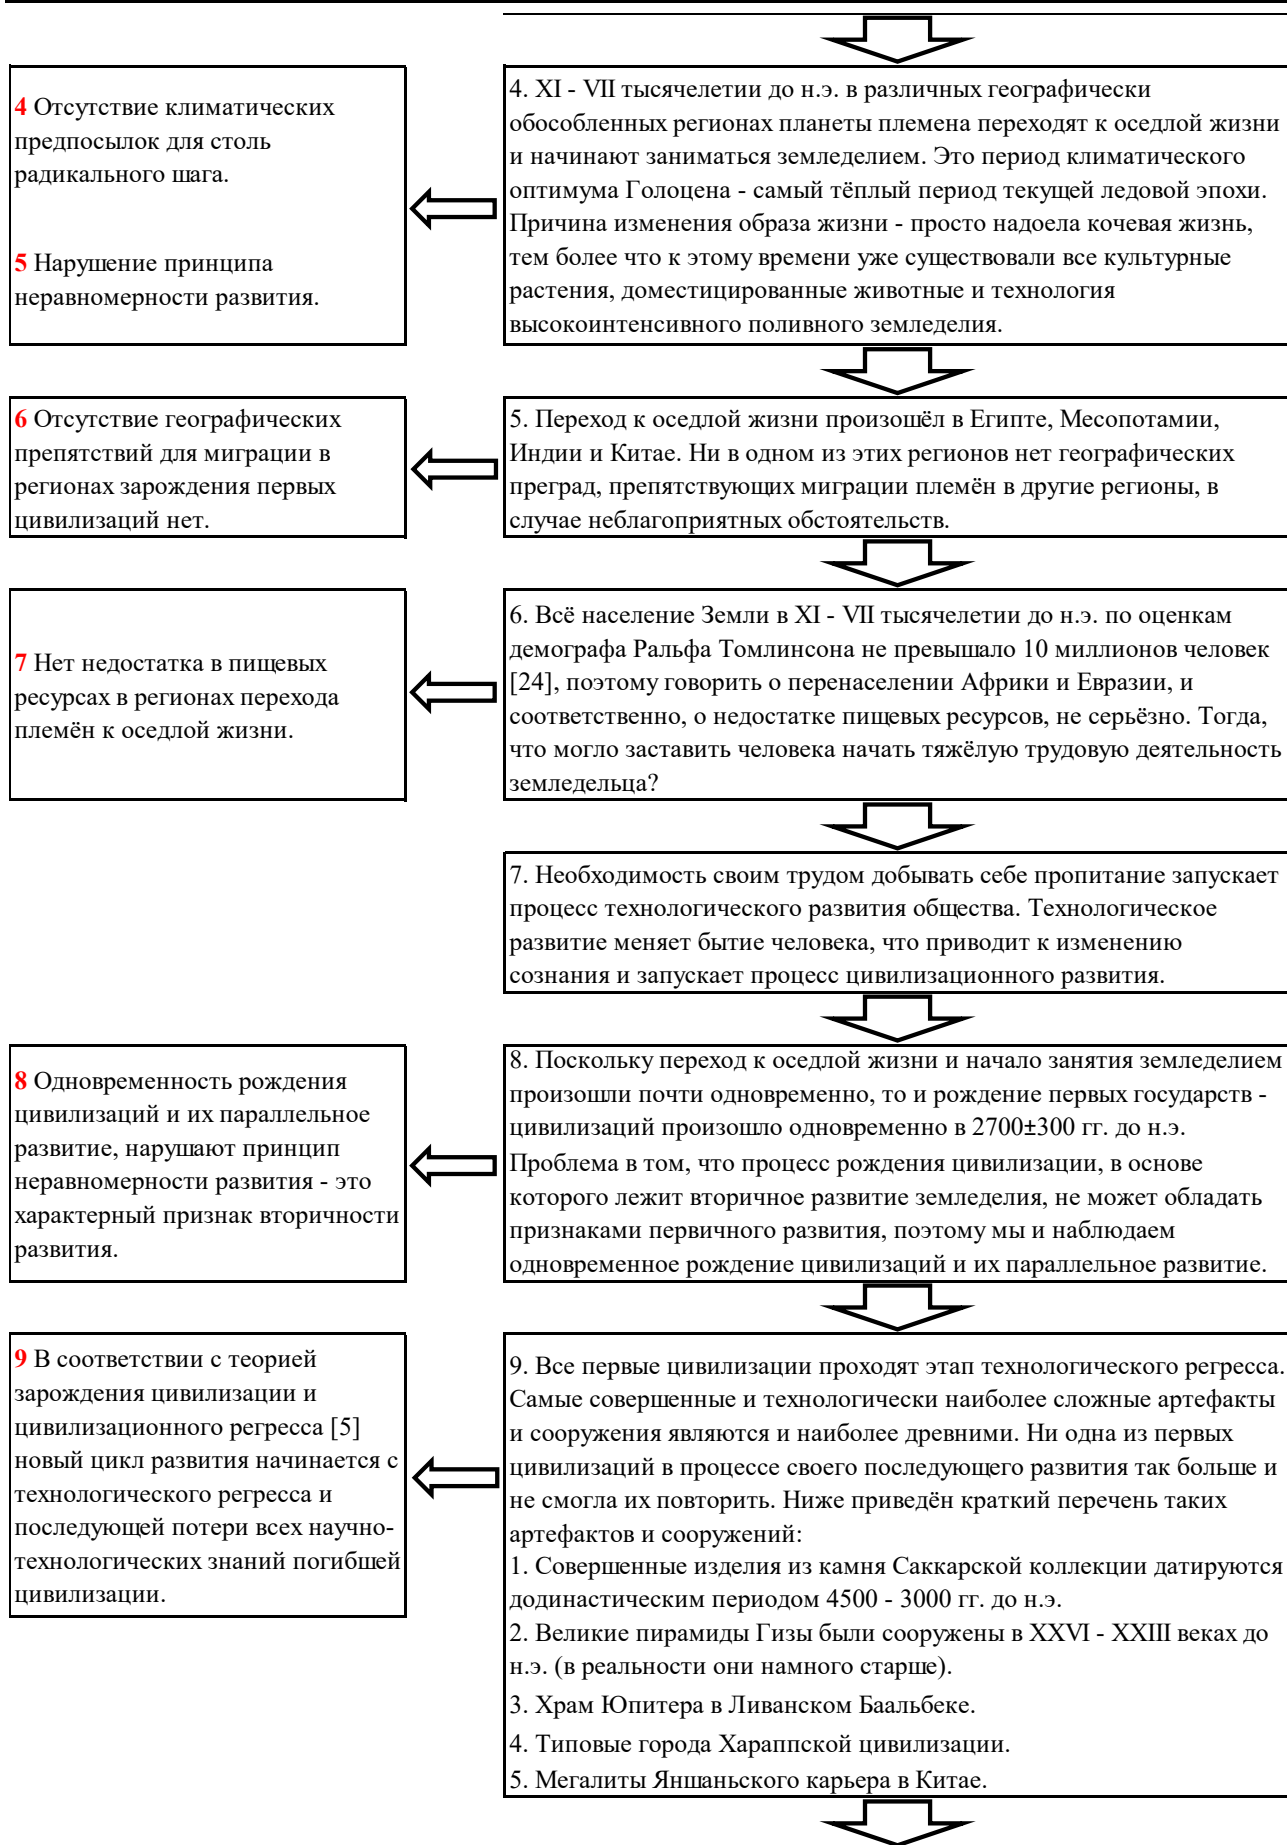 4 Отсутствие климатических
предпосылок для столь
радикального шага.
5 Нарушение принципа
неравномерности развития.
4. XI - VII тысячелетии до н.э. в различных географически
обособленных регионах планеты племена переходят к оседлой жизни
и начинают заниматься земледелием. Это период климатического
оптимума Голоцена - самый тёплый период текущей ледовой эпохи.
Причина изменения образа жизни - просто надоела кочевая жизнь,
тем более что к этому времени уже существовали все культурные
растения, доместицированные животные и технология
высокоинтенсивного поливного земледелия.
6 Отсутствие географических
препятствий для миграции в
регионах зарождения первых
цивилизаций нет.
5. Переход к оседлой жизни произошёл в Египте, Месопотамии,
Индии и Китае. Ни в одном из этих регионов нет географических
преград, препятствующих миграции племён в другие регионы, в
случае неблагоприятных обстоятельств.
7 Нет недостатка в пищевых
ресурсах в регионах перехода
племён к оседлой жизни.
6. Всё население Земли в XI - VII тысячелетии до н.э. по оценкам
демографа Ральфа Томлинсона не превышало 10 миллионов человек
[24], поэтому говорить о перенаселении Африки и Евразии, и
соответственно, о недостатке пищевых ресурсов, не серьёзно. Тогда,
что могло заставить человека начать тяжёлую трудовую деятельность
земледельца?
7. Необходимость своим трудом добывать себе пропитание запускает
процесс технологического развития общества. Технологическое
развитие меняет бытие человека, что приводит к изменению
сознания и запускает процесс цивилизационного развития.
8 Одновременность рождения
цивилизаций и их параллельное
развитие, нарушают принцип
неравномерности развития - это
характерный признак вторичности
развития.
8. Поскольку переход к оседлой жизни и начало занятия земледелием
произошли почти одновременно, то и рождение первых государств -
цивилизаций произошло одновременно в 2700±300 гг. до н.э.
Проблема в том, что процесс рождения цивилизации, в основе
которого лежит вторичное развитие земледелия, не может обладать
признаками первичного развития, поэтому мы и наблюдаем
одновременное рождение цивилизаций и их параллельное развитие.
9 В соответствии с теорией
зарождения цивилизации и
цивилизационного регресса [5]
новый цикл развития начинается с
технологического регресса и
последующей потери всех научно-
технологических знаний погибшей
цивилизации.
9. Все первые цивилизации проходят этап технологического регресса.
Самые совершенные и технологически наиболее сложные артефакты
и сооружения являются и наиболее древними. Ни одна из первых
цивилизаций в процессе своего последующего развития так больше и
не смогла их повторить. Ниже приведён краткий перечень таких
артефактов и сооружений:
1. Совершенные изделия из камня Саккарской коллекции датируются
додинастическим периодом 4500 - 3000 гг. до н.э.
2. Великие пирамиды Гизы были сооружены в XXVI - XXIII веках до
н.э. (в реальности они намного старше).
3. Храм Юпитера в Ливанском Баальбеке.
4. Типовые города Хараппской цивилизации.
5. Мегалиты Яншаньского карьера в Китае.